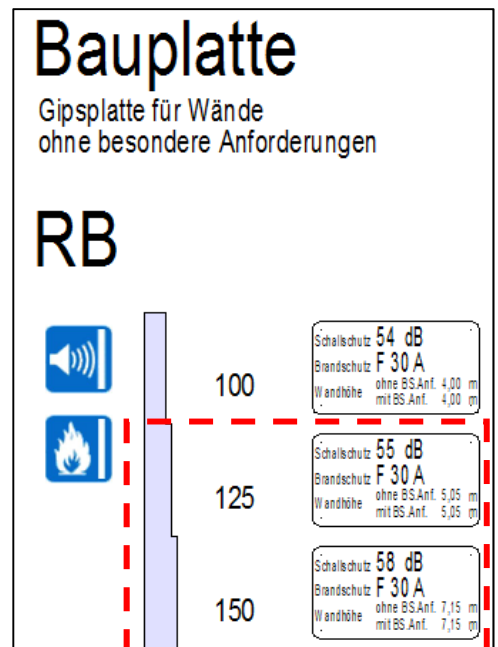 Bauplatte
Gipsplatte für Wände
ohne besondere Anforderungen
RB
100
Schallschutz 54 dB
Brandschutz F 30 A
Wandhöhe ohne BS.Anf. 4,00 m
mit BS.Anf. 4,00 m
125
Schallschutz 55 dB
Brandschutz F 30 A
Wandhöhe ohne BS.Anf. 5,05 m
mit BS.Anf. 5,05 m
150
Schallschutz 58 dB
Brandschutz F 30 A
Wandhöhe ohne BS.Anf. 7,15 m
mit BS.Anf. 7,15 m